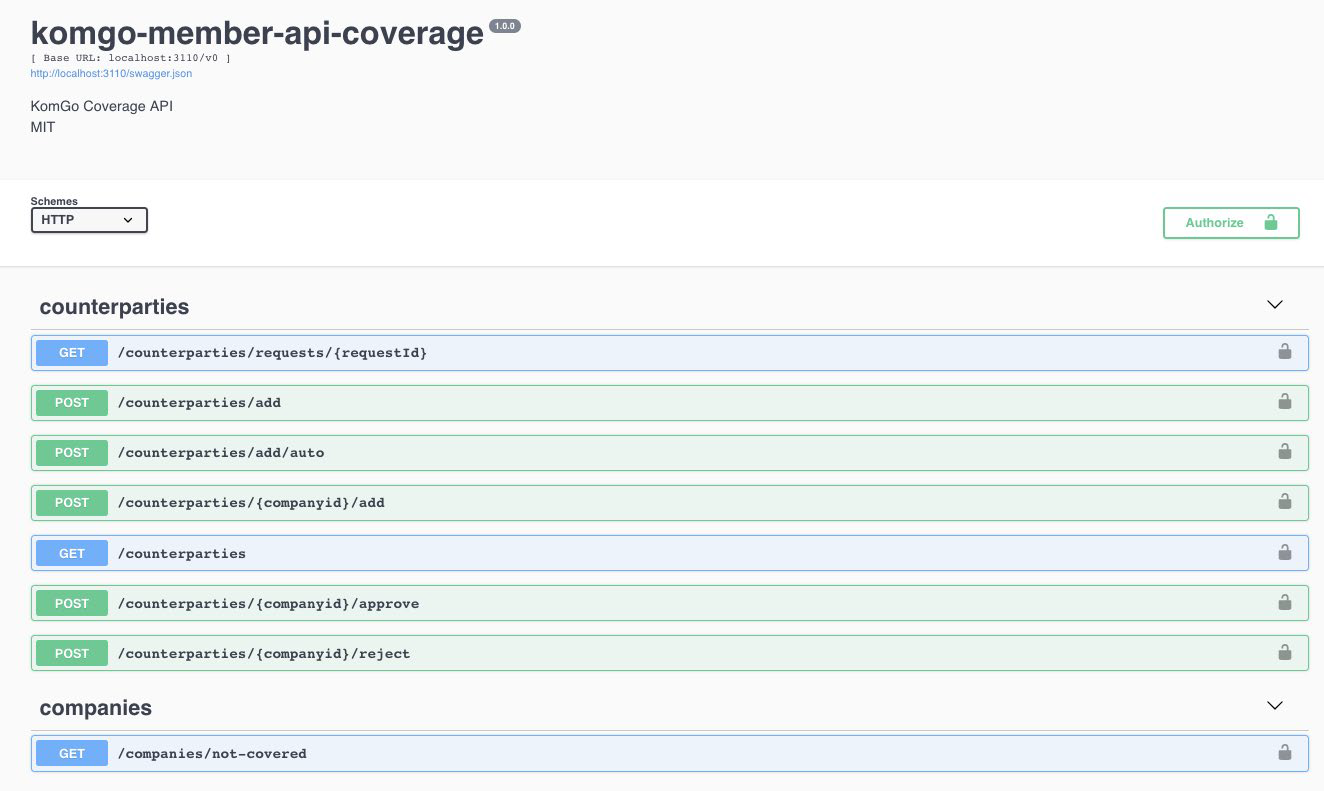 komgo-member-api-coverage 1.0.0
[ Base URL: localhost:3110/v0 ]
http://localhost:3110/swagger.json
KomGo Coverage API
MIT
Schemes
HTTP
Authorize
counterparties
GET /counterparties/requests/{requestId}
POST /counterparties/add
POST /counterparties/add/auto
POST /counterparties/{companyid}/add
GET /counterparties
POST /counterparties/{companyid}/approve
POST /counterparties/{companyid}/reject
companies
GET /companies/not-covered